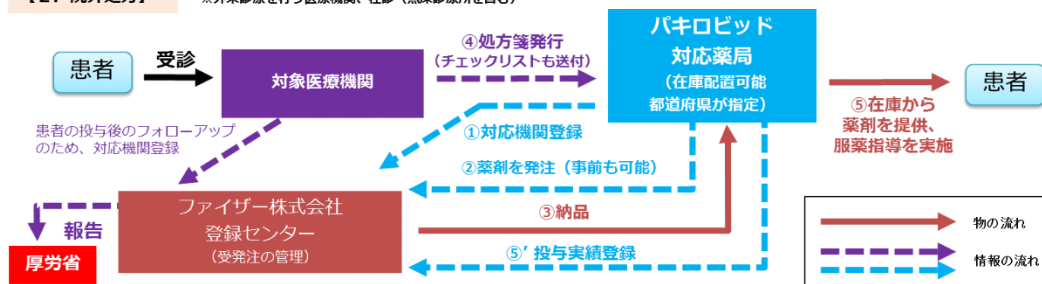 ※外来診療を行う医療機関、往診（無床診療所を含む）
患者
受診
対象医療機関
④処方箋発行
（チェックリストも送付）
パキロビッド
対応薬局
（在庫配置可能
都道府県が指定）
患者
⑤在庫から
薬剤を提供、
服薬指導を実施
患者の投与後のフォローアップ
のため、対応機関登録
①対応機関登録
②薬剤を発注（事前も可能）
ファイザー株式会社
登録センター
（受発注の管理）
③納品
⑤’投与実績登録
報告
厚労省
物の流れ
情報の流れ